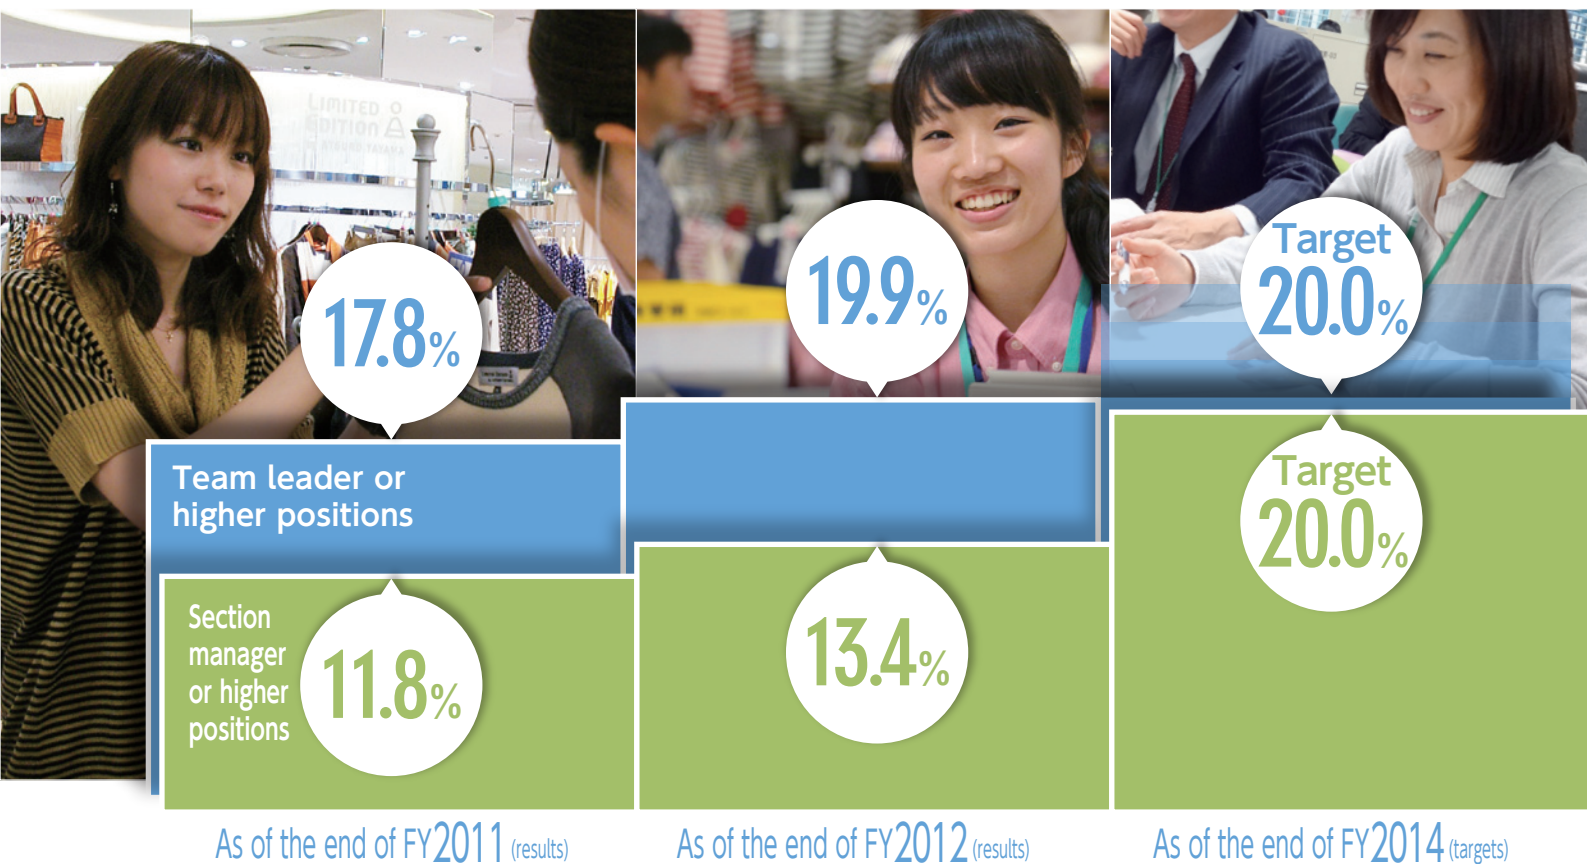 LIMITED
EDITION
17.8%
19.9%
Target
20.0%
Team leader or
higher positions
Target
20.0%
Section
manager
or higher
positions
11.8%
13.4%
As of the end of FY2011 (results)
As of the end of FY2012 (results)
As of the end of FY2014 (targets)